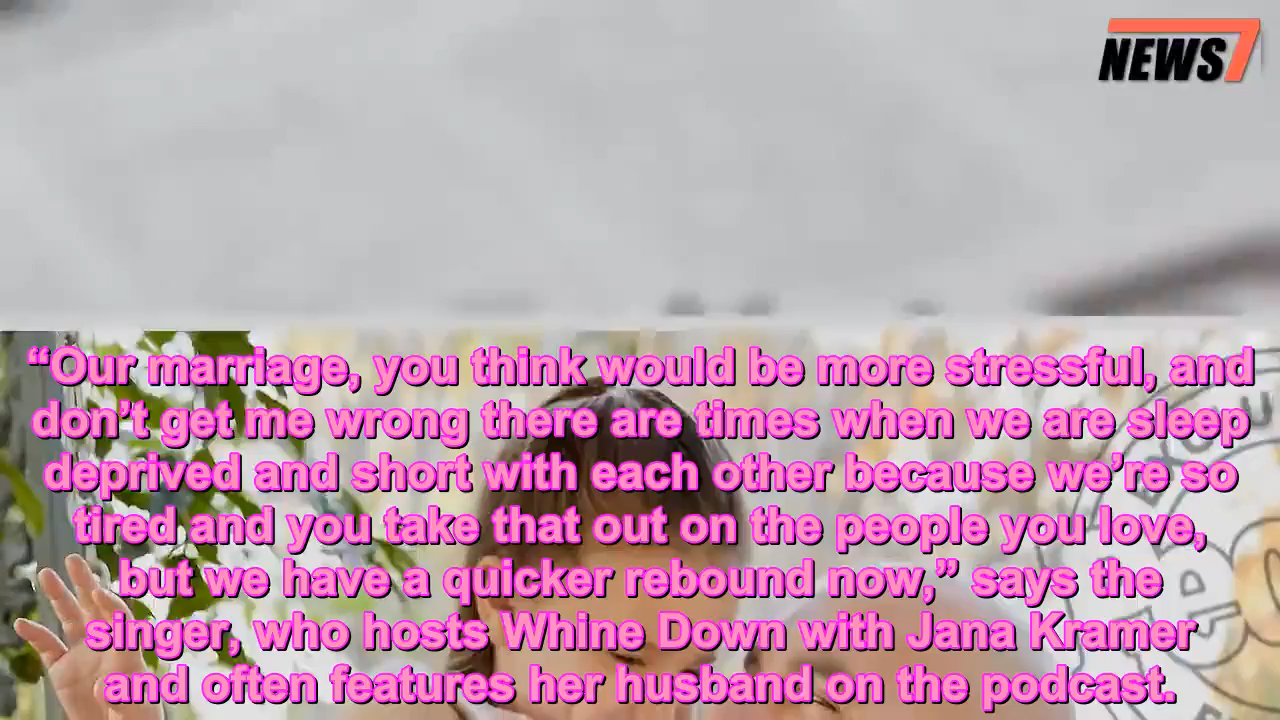 NEWS7
“Our marriage, you think would be more stressful, and
don’t get me wrong there are times when we are sleep
deprived and short with each other because we’re so
tired and you take that out on the people you love,
but we have a quicker rebound now,” says the
singer, who hosts Whine Down with Jana Kramer
and often features her husband on the podcast.